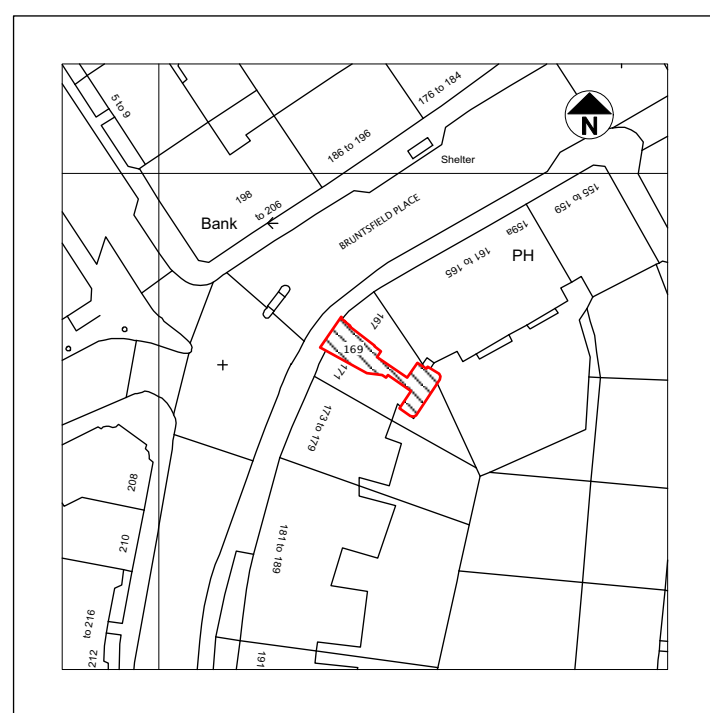 5 to 9
176 to 184
N
186 to 196
Shelter
198
to 206
Bank
BRUNTSFIELD PLACE
155 to 159
159a
161 to 165
PH
167
169
171
173 to 179
208
210
181 to 189
to 216
212
191